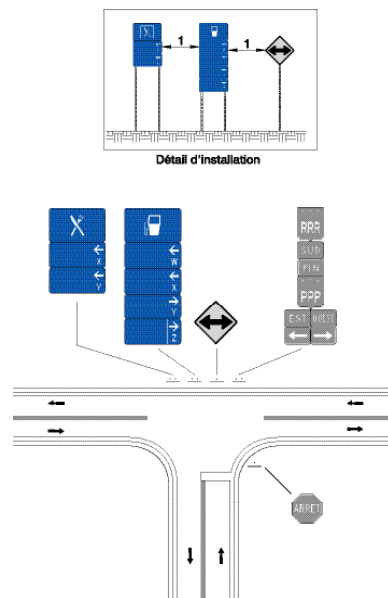 1
1
Détail d'installation
X
Y
W
X
Y
Z
RRR
SUD
FIN
PPP
EST OUEST
ARRÊT